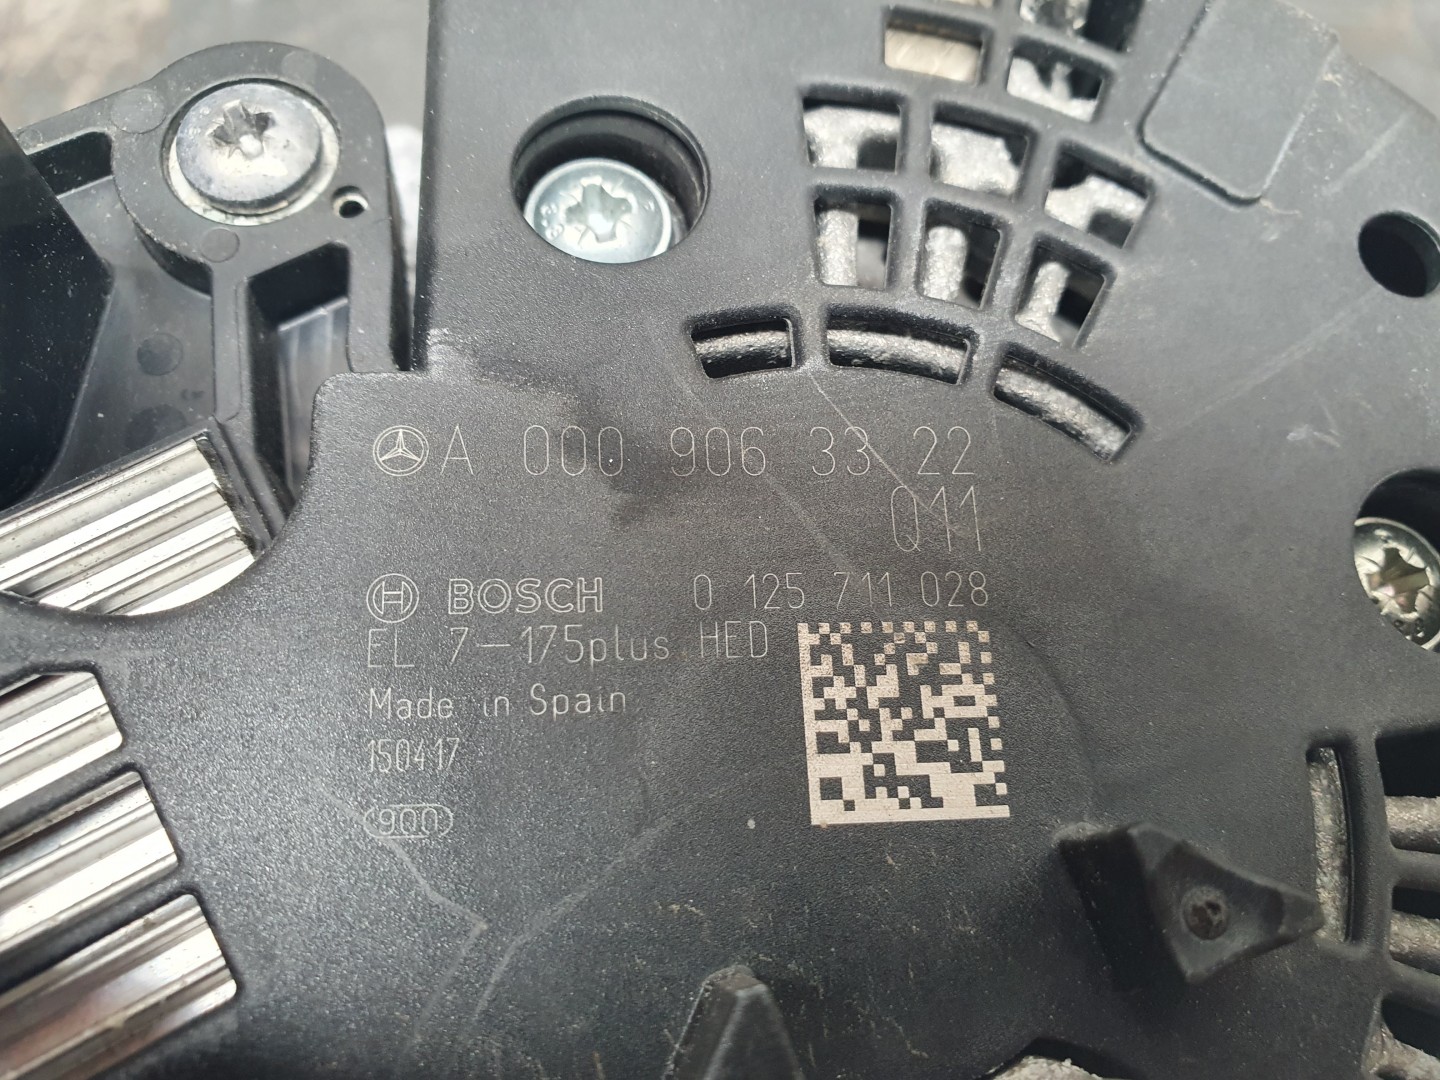 A 000 906 33 22
Q11
BOSCH 0 125 711 028
EL 7-175plus HED
Made in Spain
150417
900